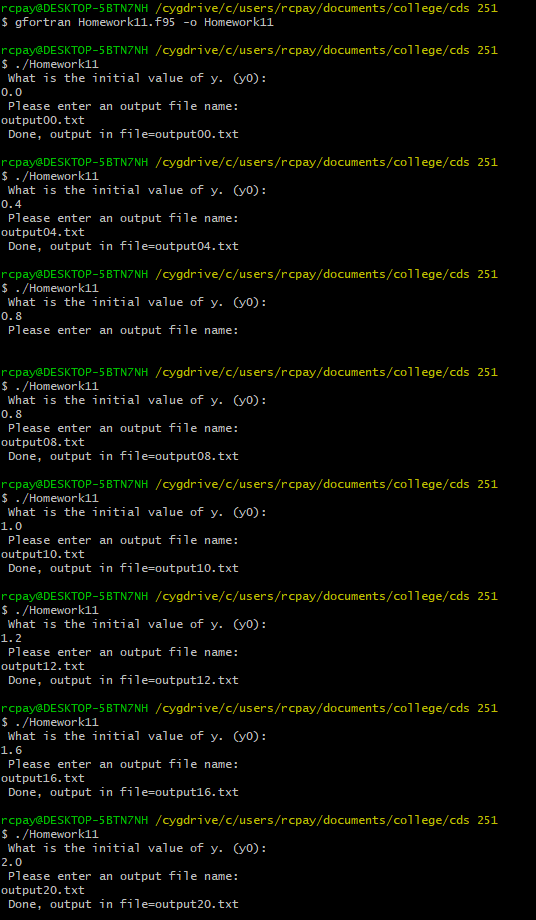 rcpay@DESKTOP-5BTN7NH /cygdrive/c/users/rcpay/documents/college/cds 251
$ gfortran Homework11.f95 -o Homework11
rcpay@DESKTOP-5BTN7NH /cygdrive/c/users/rcpay/documents/college/cds 251
$ ./Homework11
What is the initial value of y. (y0):
0.0
Please enter an output file name:
output00.txt
Done, output in file=output00.txt
rcpay@DESKTOP-5BTN7NH /cygdrive/c/users/rcpay/documents/college/cds 251
$ ./Homework11
What is the initial value of y. (y0):
0.4
Please enter an output file name:
output04.txt
Done, output in file=output04.txt
rcpay@DESKTOP-5BTN7NH /cygdrive/c/users/rcpay/documents/college/cds 251
$ ./Homework11
What is the initial value of y. (y0):
0.8
Please enter an output file name:
rcpay@DESKTOP-5BTN7NH /cygdrive/c/users/rcpay/documents/college/cds 251
$ ./Homework11
What is the initial value of y. (y0):
0.8
Please enter an output file name:
output08.txt
Done, output in file=output08.txt
rcpay@DESKTOP-5BTN7NH /cygdrive/c/users/rcpay/documents/college/cds 251
$ ./Homework11
What is the initial value of y. (y0):
1.0
Please enter an output file name:
output10.txt
Done, output in file=output10.txt
rcpay@DESKTOP-5BTN7NH /cygdrive/c/users/rcpay/documents/college/cds 251
$ ./Homework11
What is the initial value of y. (y0):
1.2
Please enter an output file name:
output12.txt
Done, output in file=output12.txt
rcpay@DESKTOP-5BTN7NH /cygdrive/c/users/rcpay/documents/college/cds 251
$ ./Homework11
What is the initial value of y. (y0):
1.6
Please enter an output file name:
output16.txt
Done, output in file=output16.txt
rcpay@DESKTOP-5BTN7NH /cygdrive/c/users/rcpay/documents/college/cds 251
$ ./Homework11
What is the initial value of y. (y0):
2.0
Please enter an output file name:
output20.txt
Done, output in file=output20.txt